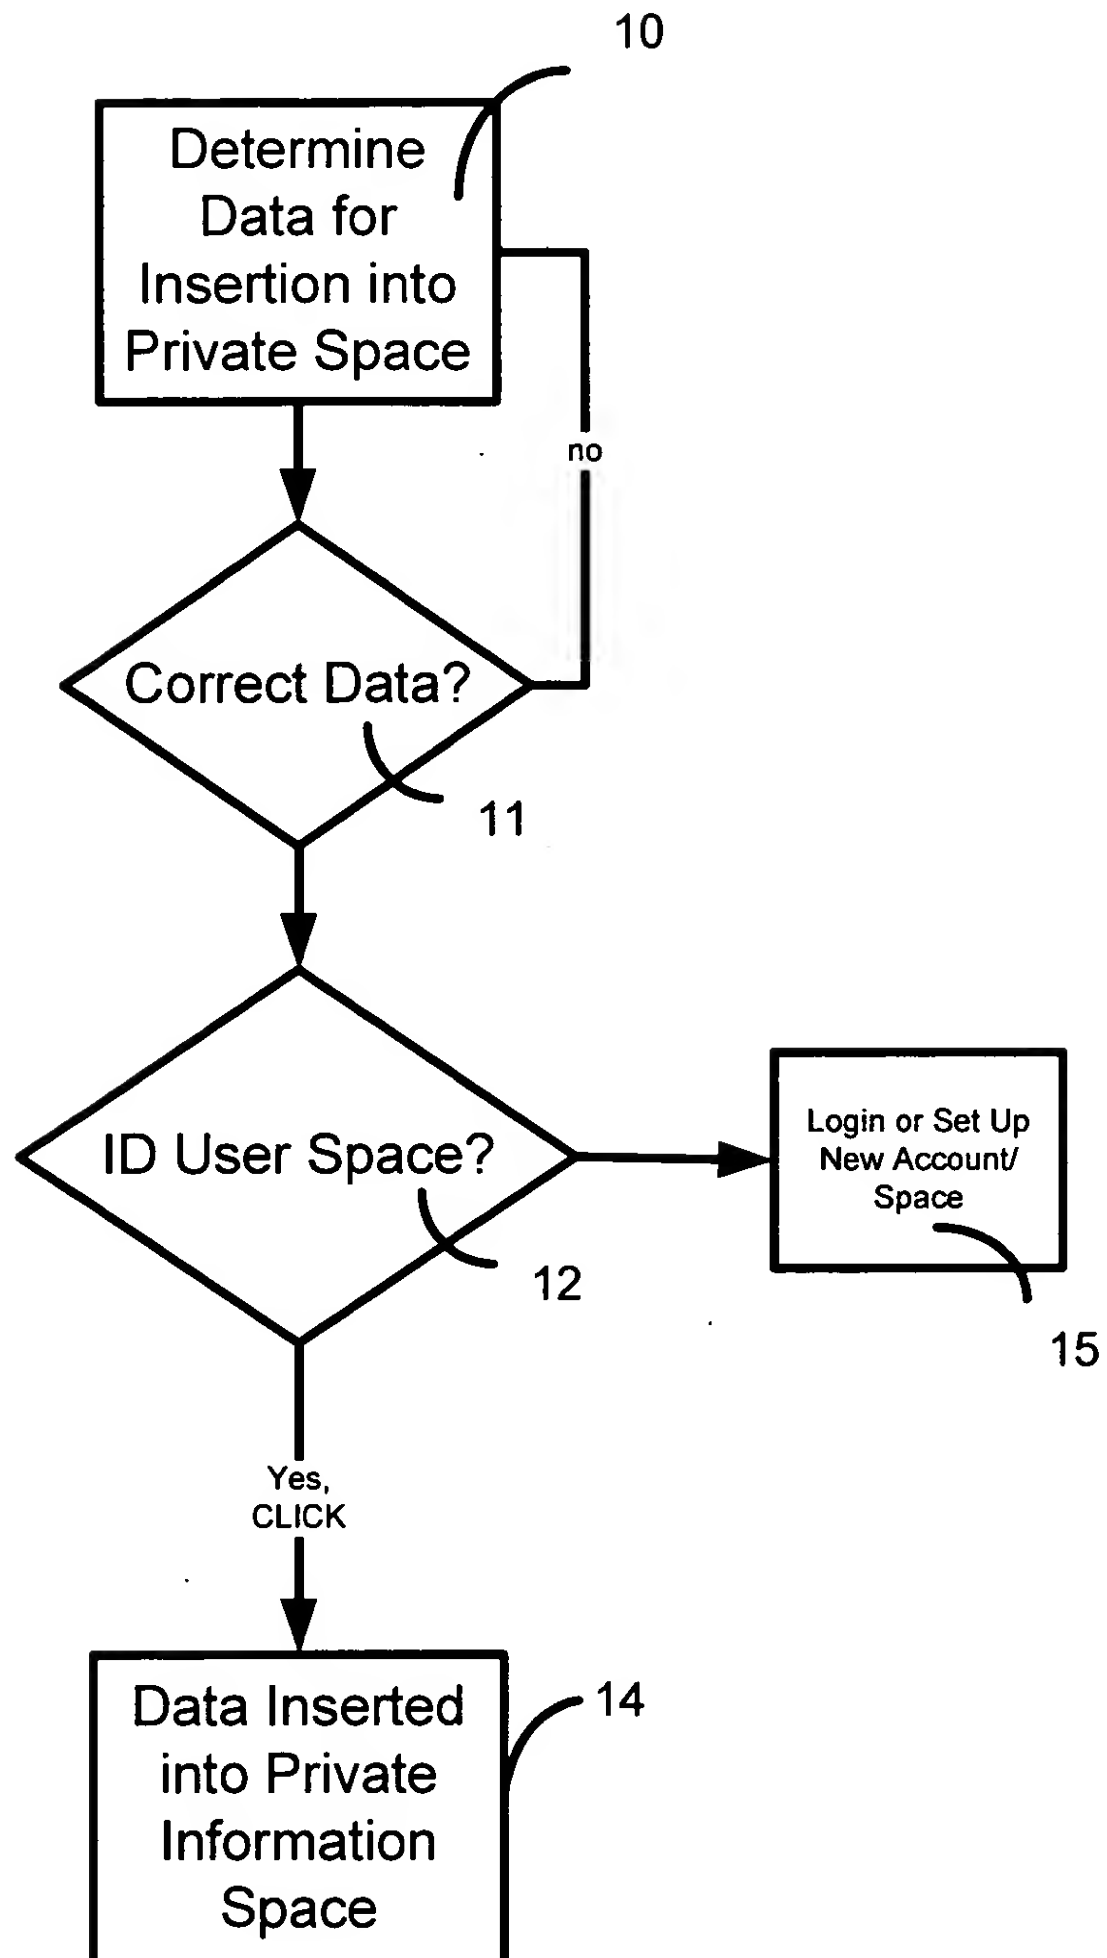 10
Determine
Data for
Insertion into
Private Space
no
Correct Data?
11
ID User Space?
12
Login or Set Up
New Account/
Space
15
Yes,
CLICK
Data Inserted
into Private
Information
Space
14